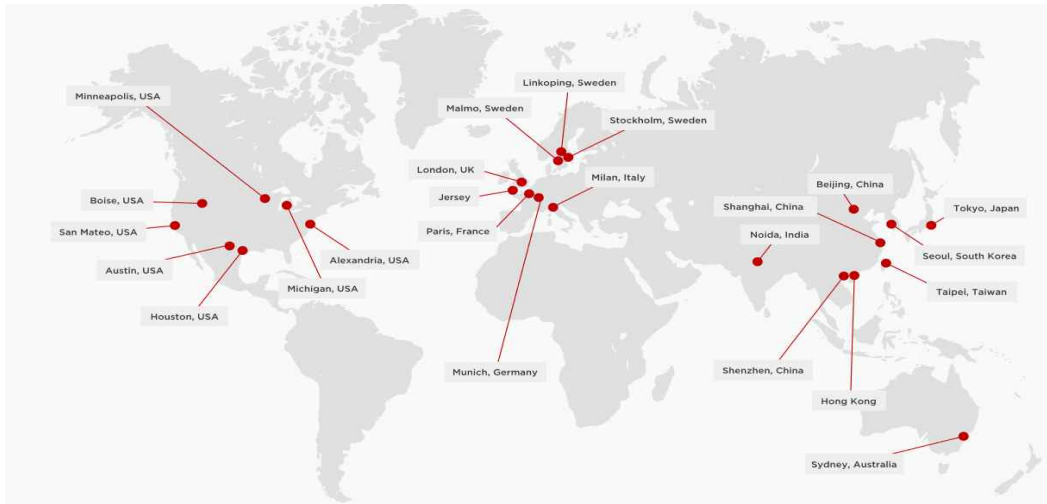 Linkoping, Sweden
Minneapolis, USA
Malmo, Sweden
Stockholm, Sweden
London, UK
Milan, Italy
Jersey
Beijing, China
Boise, USA
Shanghai, China
Tokyo, Japan
San Mateo, USA
Paris, France
Noida, India
Alexandria, USA
Seoul, South Korea
Austin, USA
Michigan, USA
Taipei, Taiwan
Houston, USA
Munich, Germany
Shenzhen, China
Hong Kong
Sydney, Australia